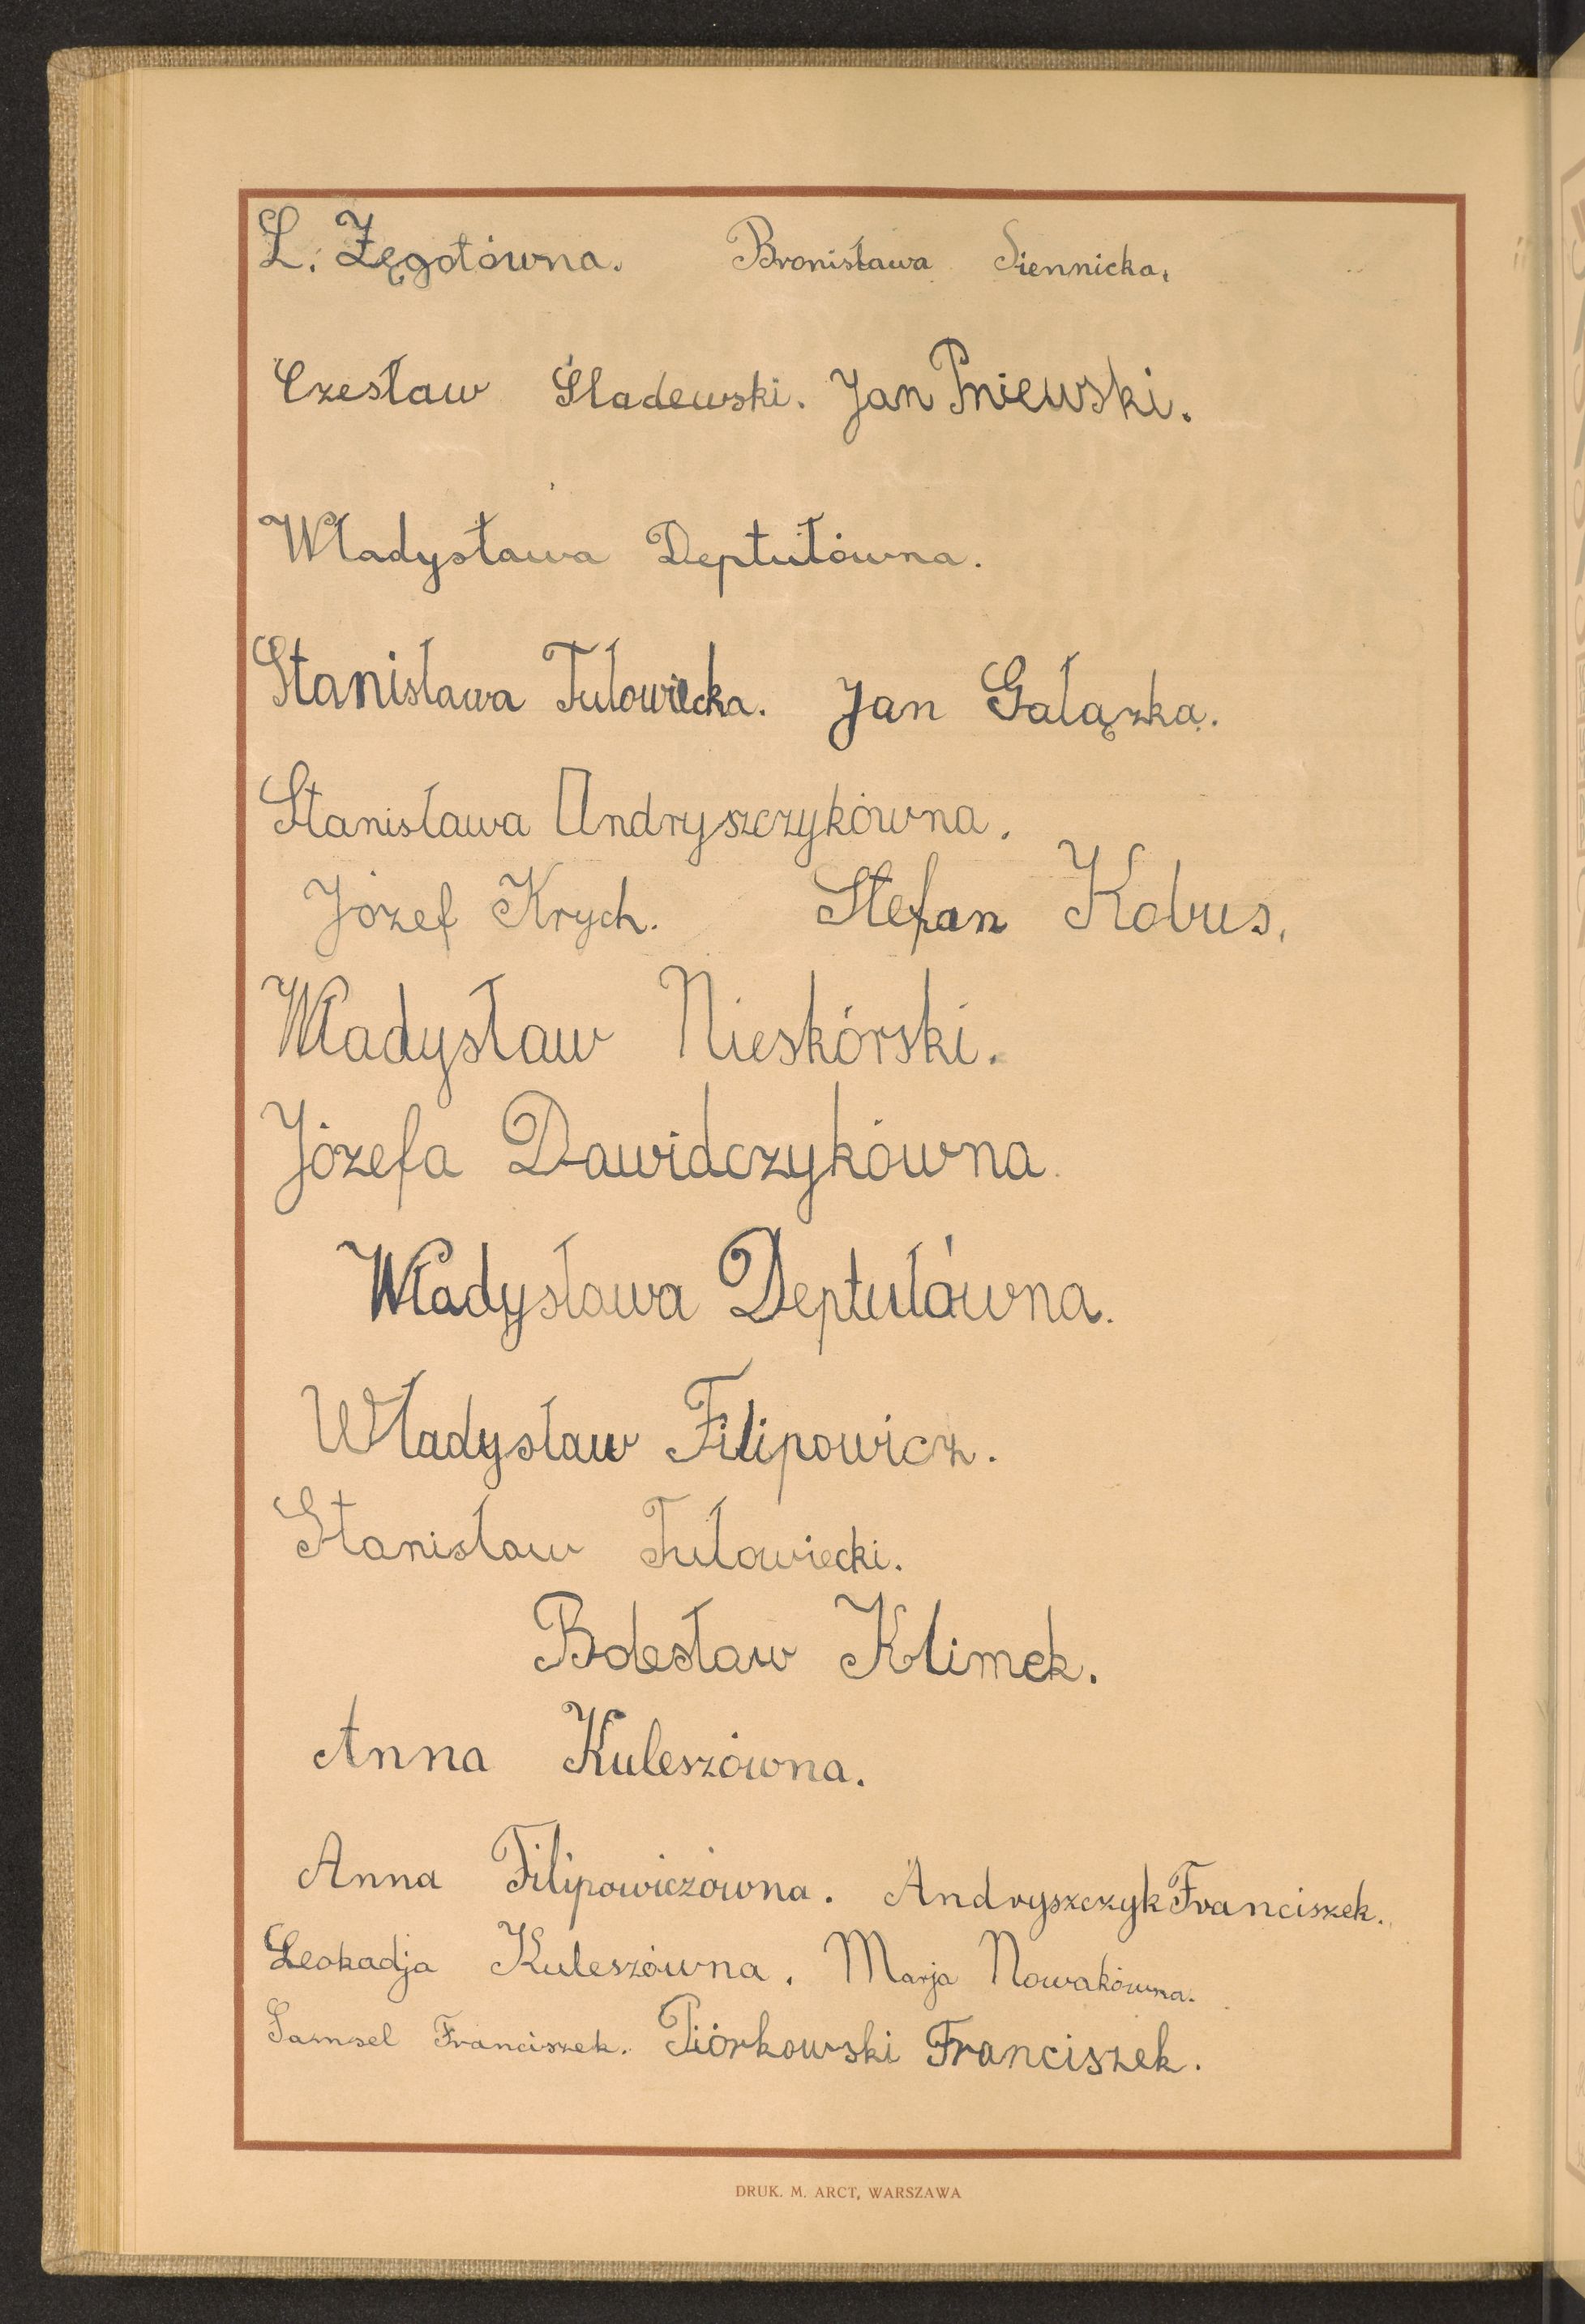 L. Zęgotówna. Bronisława Siennicka.
Czesław Śladewski. Jan Pniewski.
Władysława Deptułówna.
Stanisława Tułowiecka. Jan Gałązka.
Stanisława Andryszczykówna.
Józef Krych. Stefan Kobus.
Władysław Nieskórski.
Józefa Dawidczykówna.
Władysława Deptułówna.
Władysław Filipowicz.
Stanisław Tułowiecki.
Bolesław Klimek.
Anna Kuleszówna.
Anna Filipowiczówna. Andryszczyk Franciszek.
Leokadja Kuleszówna. Marja Nowakówna.
Samsel Franciszek. Piórkowski Franciszek.
DRUK. M. ARCT, WARSZAWA